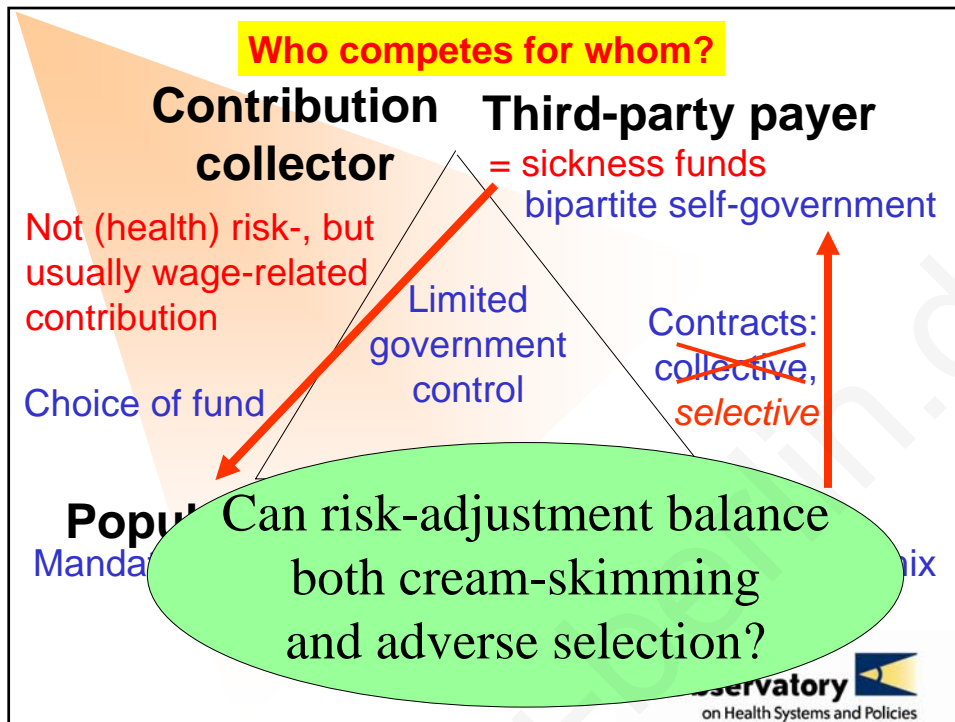 Who competes for whom?
Contribution
collector
Third-party payer
= sickness funds
bipartite self-government
Not (health) risk-, but
usually wage-related
contribution
Limited
government
control
Contracts:
collective,
selective
Choice of fund
Can risk-adjustment balance
both cream-skimming
and adverse selection?
on Health Systems and Policies